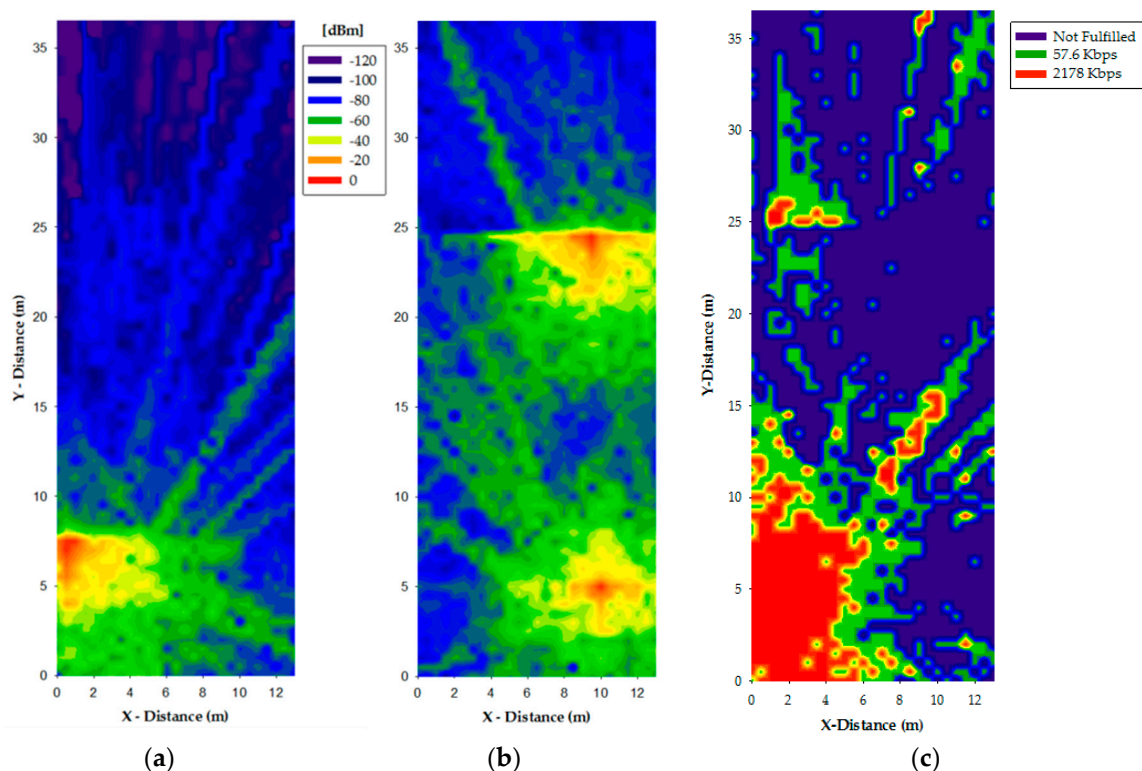 [dBm]
-120
-100
-80
-60
-40
-20
0
Not Fulfilled
57.6 Kbps
2178 Kbps
35
30
25
20
15
10
5
0
Y - Distance (m)
0 2 4 6 8 10 12
X - Distance (m)
(a)
35
30
25
20
15
10
5
0
0 2 4 6 8 10 12
X - Distance (m)
(b)
35
30
25
20
15
10
5
0
Y-Distance (m)
0 2 4 6 8 10 12
X-Distance (m)
(c)